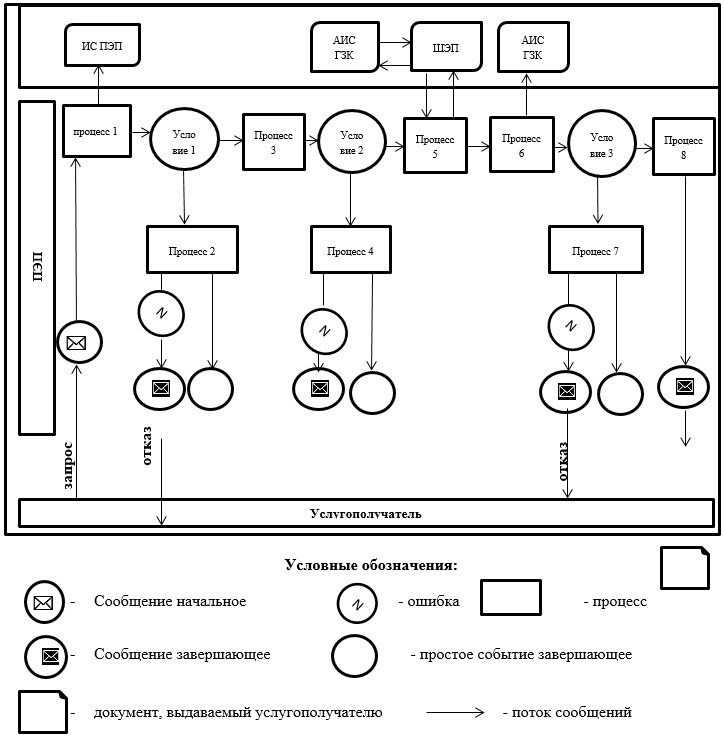 ИС ПЭП
АИС
ГЗК
ШЭП
АИС
ГЗК
ПЭП
процесс 1
Усло
вие 1
Процесс
3
Усло
вие 2
Процесс
5
Процесс
6
Усло
вие 3
Процесс
8
Процесс 2
Процесс 4
Процесс 7
запрос
отказ
отказ
Услугополучатель
Условные обозначения:
- Сообщение начальное
- ошибка
- процесс
- Сообщение завершающее
- простое событие завершающее
- документ, выдаваемый услугополучателю
- поток сообщений